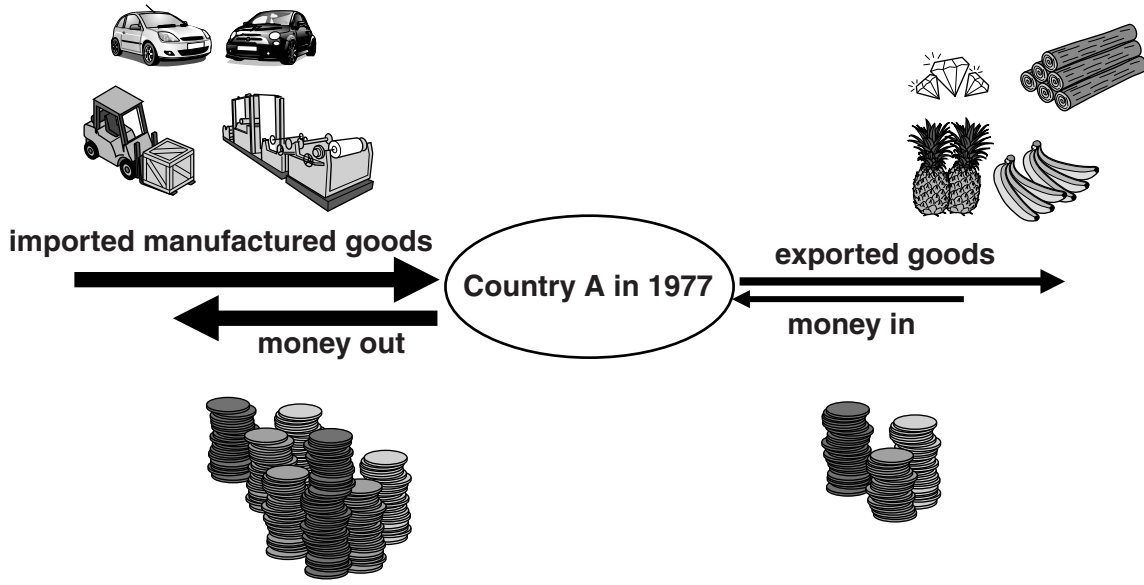 imported manufactured goods
money out
Country A in 1977
exported goods
money in